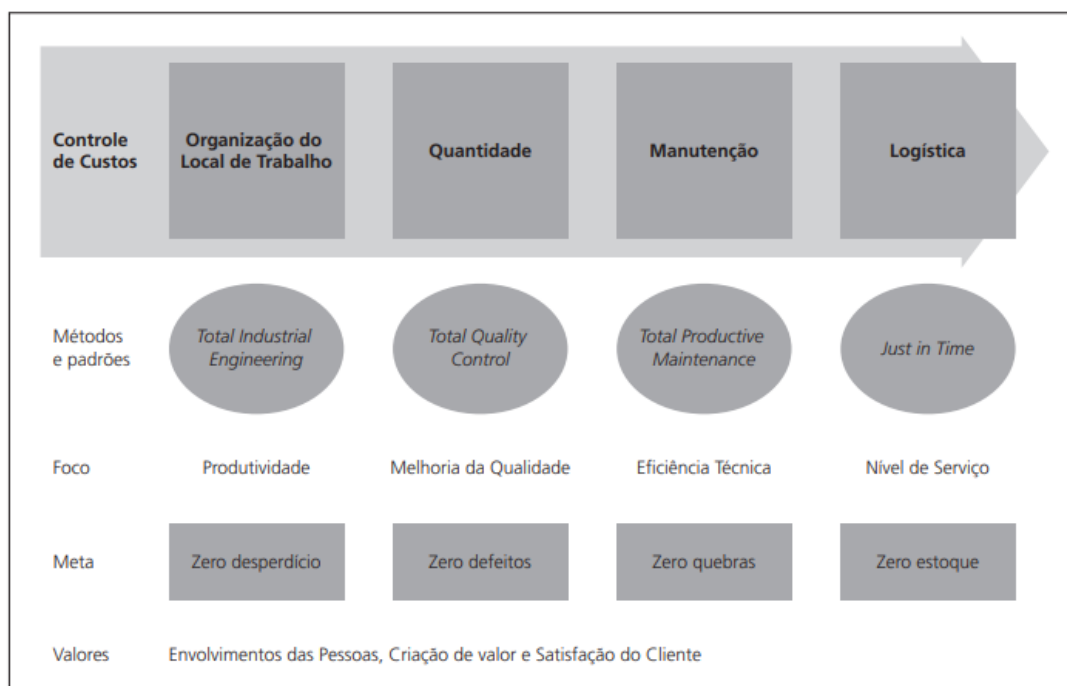 Controle
de Custos
Organização do
Local de Trabalho
Quantidade
Manutenção
Logística
Métodos
e padrões
Total Industrial
Engineering
Total Quality
Control
Total Productive
Maintenance
Just in Time
Foco
Produtividade
Melhoria da Qualidade
Eficiência Técnica
Nível de Serviço
Meta
Zero desperdício
Zero defeitos
Zero quebras
Zero estoque
Valores
Envolvimentos das Pessoas, Criação de valor e Satisfação do Cliente